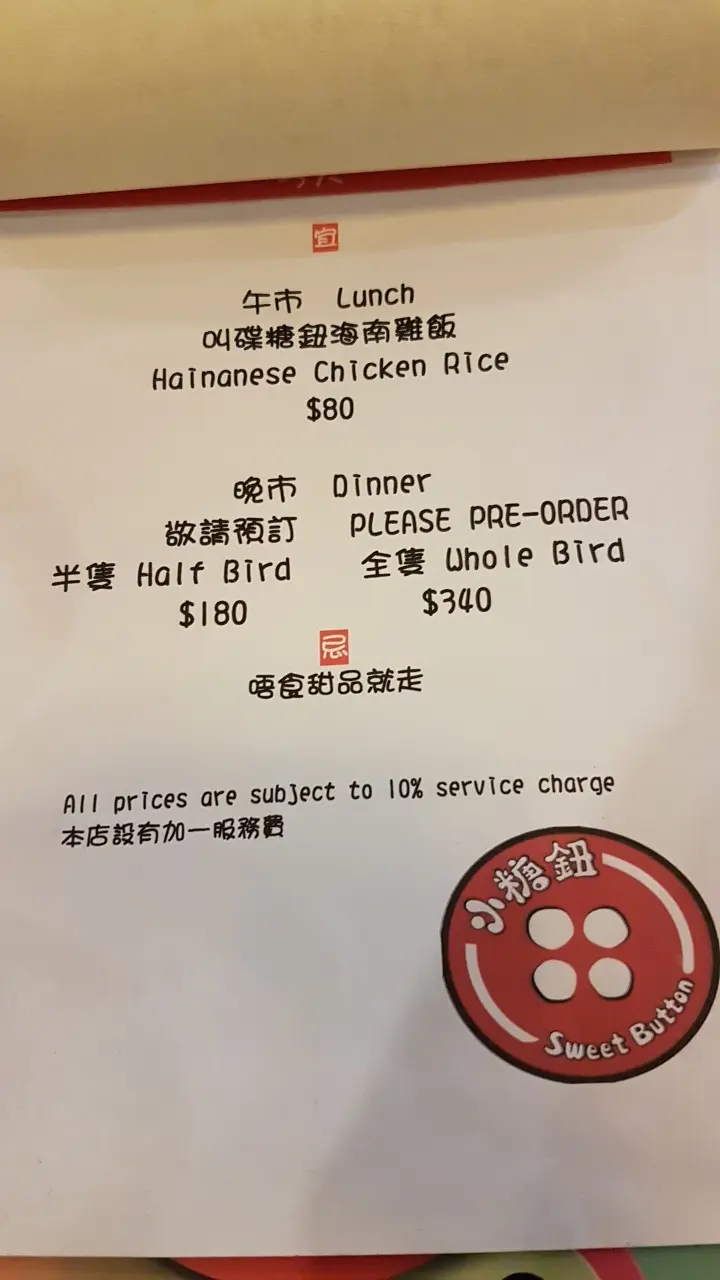 宜
午市 Lunch
叫碟糖鈕海南雞飯
Hainanese Chicken Rice
$80
晚市 Dinner
敬請預訂 PLEASE PRE-ORDER
半隻 Half Bird 全隻 Whole Bird
$180 $340
忌
唔食甜品就走
All prices are subject to 10% service charge
本店設有加一服務費
小糖鈕
Sweet Button